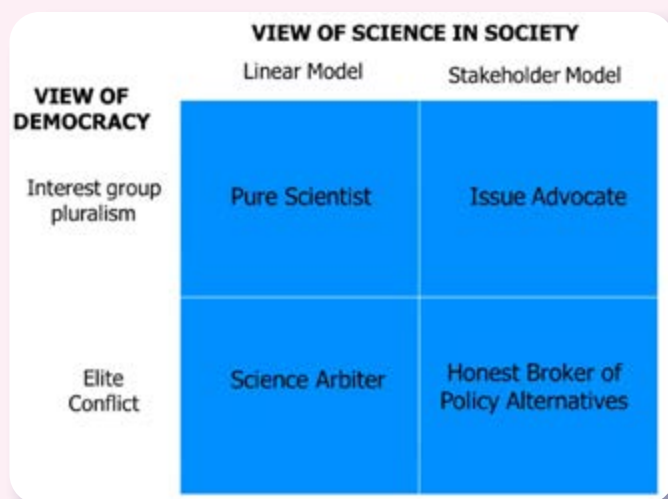 VIEW OF SCIENCE IN SOCIETY
Linear Model
Stakeholder Model
VIEW OF
DEMOCRACY
Interest group
pluralism
Pure Scientist
Issue Advocate
Elite
Conflict
Science Arbiter
Honest Broker of
Policy Alternatives